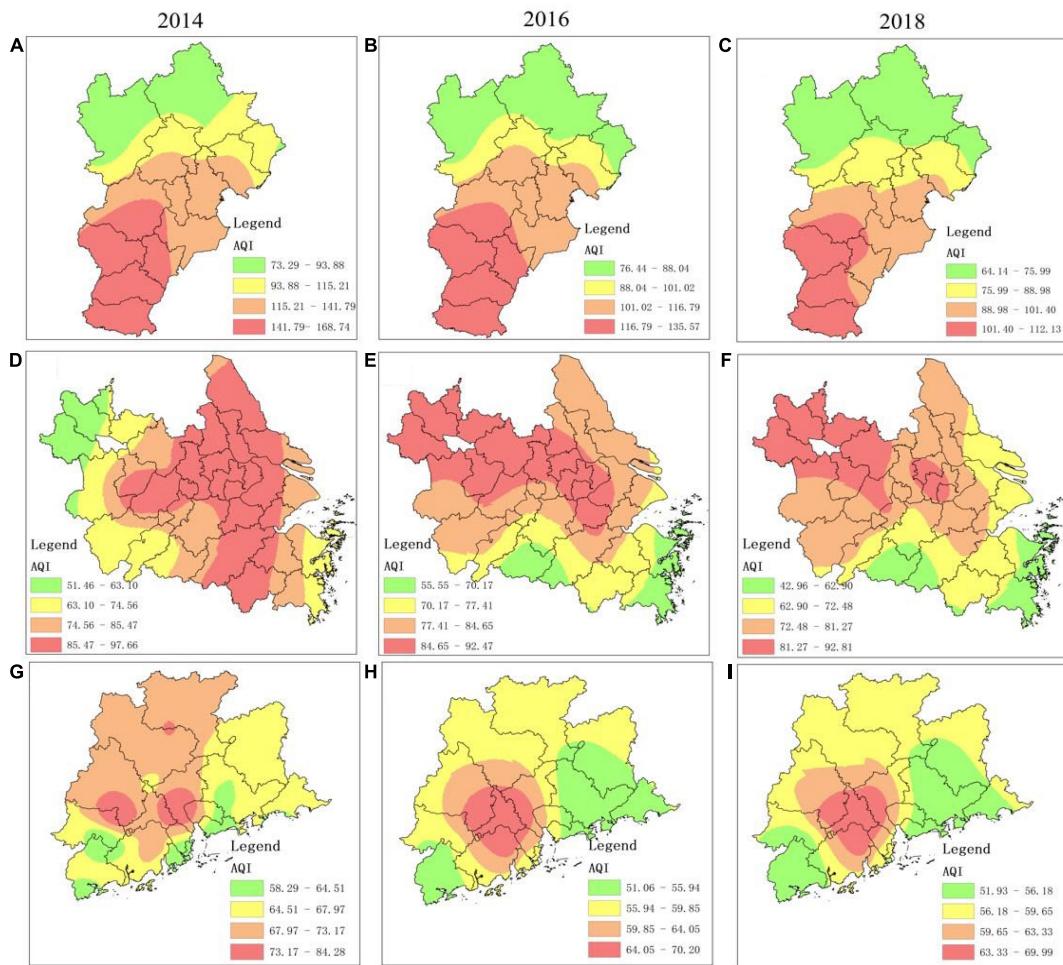 2014
2016
2018
A
Legend
AQI
73.29 - 93.88
93.88 - 115.21
115.21 - 141.79
141.79- 168.74
B
Legend
AQI
76.44 - 88.04
88.04 - 101.02
101.02 - 116.79
116.79 - 135.57
C
Legend
AQI
64.14 - 75.99
75.99 - 88.98
88.98 - 101.40
101.40 - 112.13
D
Legend
AQI
51.46 - 63.10
63.10 - 74.56
74.56 - 85.47
85.47 - 97.66
E
Legend
AQI
55.55 - 70.17
70.17 - 77.41
77.41 - 84.65
84.65 - 92.47
F
Legend
AQI
42.96 - 62.90
62.90 - 72.48
72.48 - 81.27
81.27 - 92.81
G
Legend
AQI
58.29 - 64.51
64.51 - 67.97
67.97 - 73.17
73.17 - 84.28
H
Legend
AQI
51.06 - 55.94
55.94 - 59.85
59.85 - 64.05
64.05 - 70.20
I
Legend
AQI
51.93 - 56.18
56.18 - 59.65
59.65 - 63.33
63.33 - 69.99